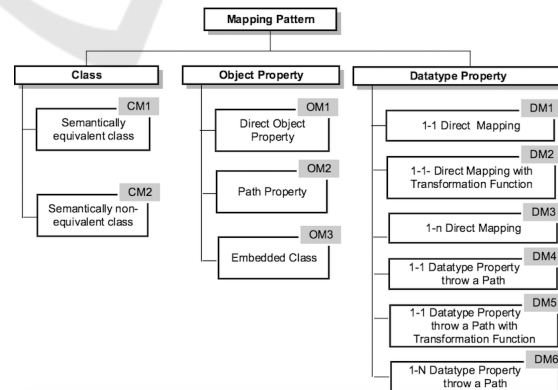 Mapping Pattern
Class
CM1
Semantically
equivalent class
CM2
Semantically non-
equivalent class
Object Property
OM1
Direct Object
Property
OM2
Path Property
OM3
Embedded Class
Datatype Property
DM1
1-1 Direct Mapping
DM2
1-1- Direct Mapping with
Transformation Function
DM3
1-n Direct Mapping
DM4
1-1 Datatype Property
throw a Path
DM5
1-1 Datatype Property
throw a Path with
Transformation Function
DM6
1-N Datatype Property
throw a Path